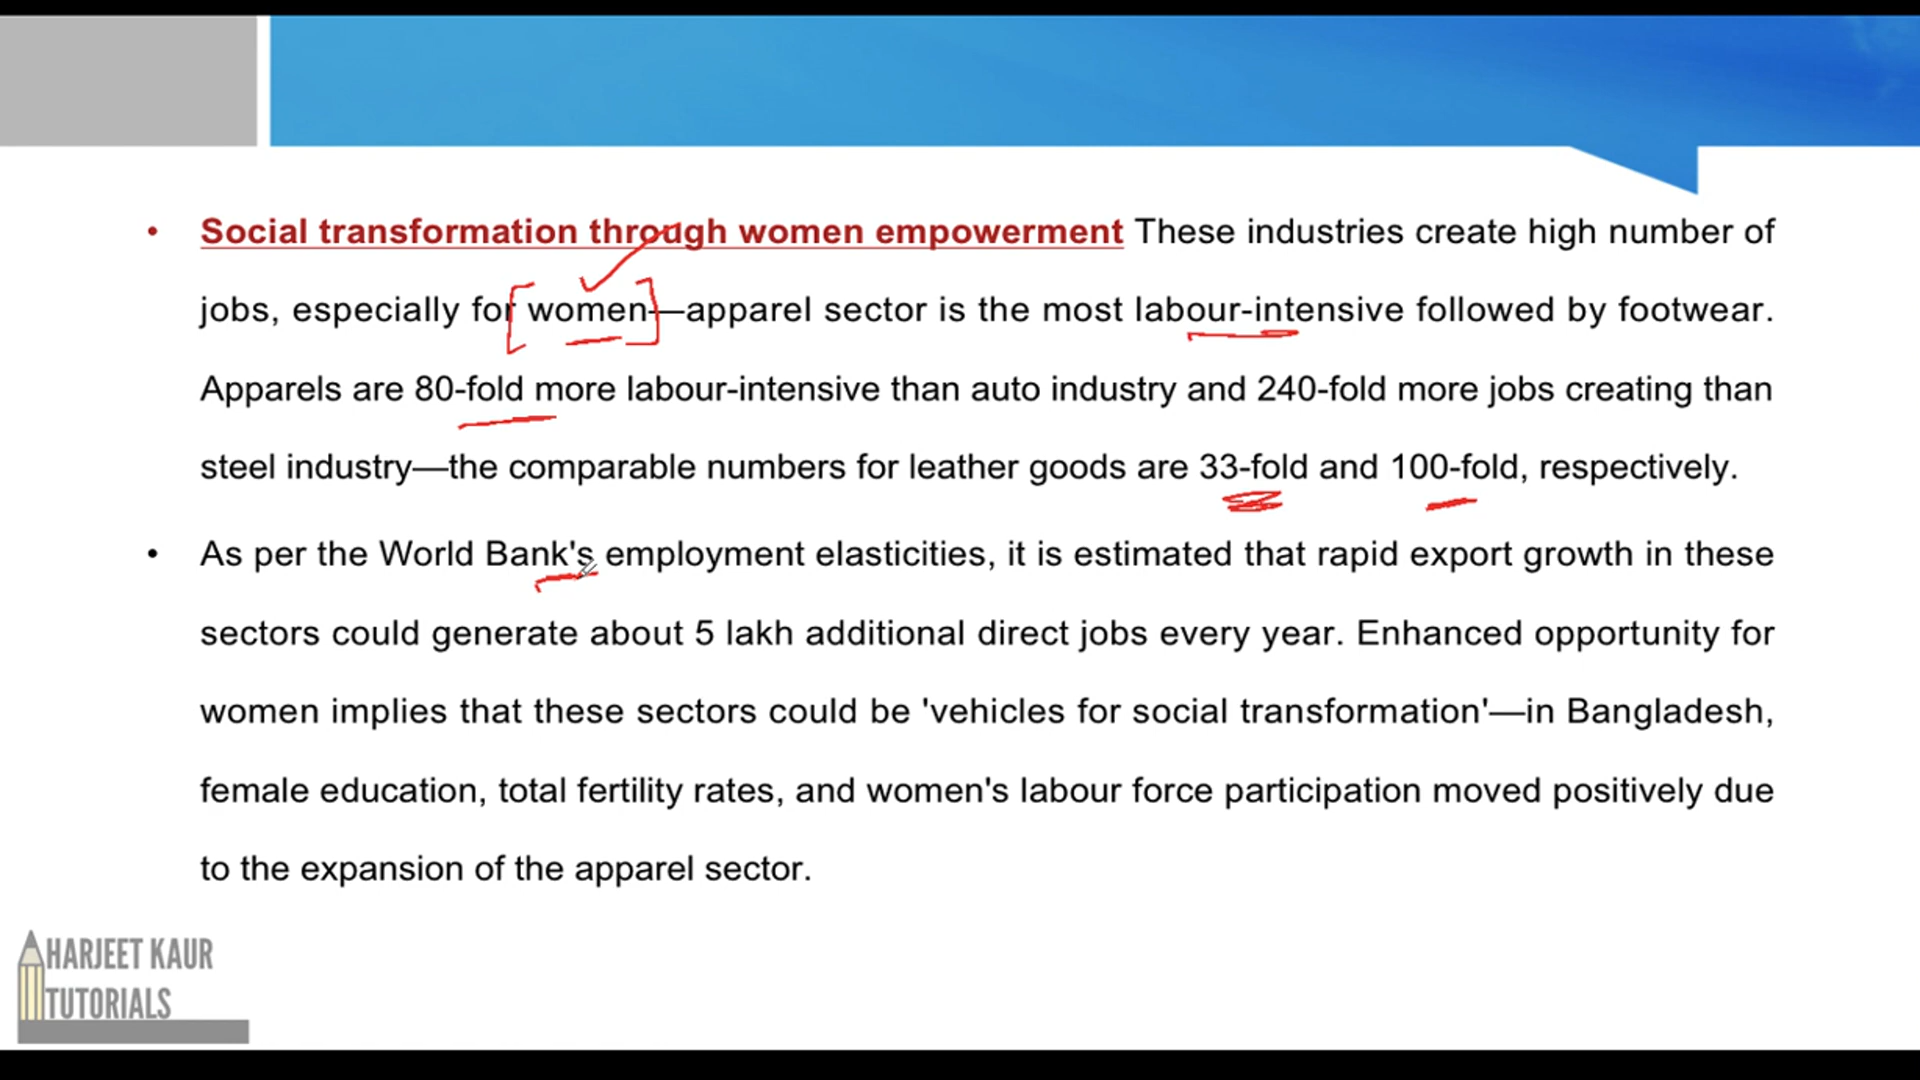 • Social transformation through women empowerment These industries create high number of
jobs, especially for women—apparel sector is the most labour-intensive followed by footwear.
Apparels are 80-fold more labour-intensive than auto industry and 240-fold more jobs creating than
steel industry—the comparable numbers for leather goods are 33-fold and 100-fold, respectively.
• As per the World Bank's employment elasticities, it is estimated that rapid export growth in these
sectors could generate about 5 lakh additional direct jobs every year. Enhanced opportunity for
women implies that these sectors could be 'vehicles for social transformation'—in Bangladesh,
female education, total fertility rates, and women's labour force participation moved positively due
to the expansion of the apparel sector.
HARJEET KAUR
TUTORIALS